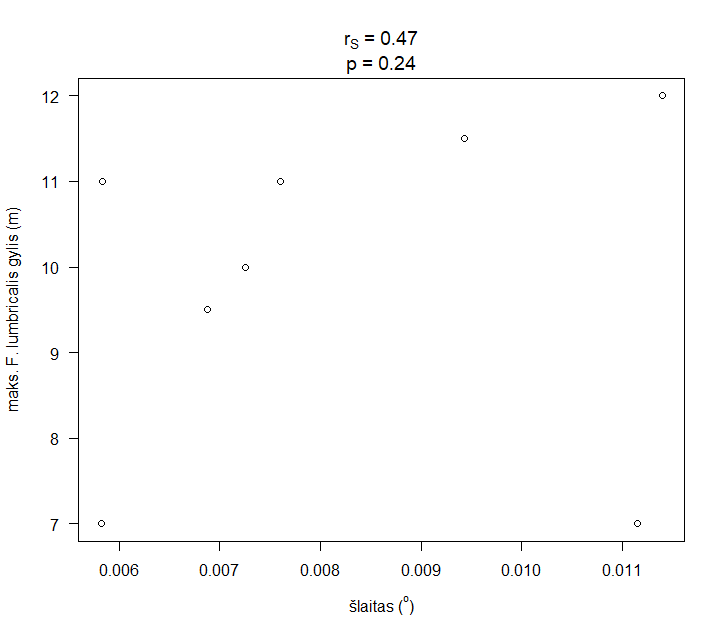 r_S = 0.47
p = 0.24
maks. F. lumbricalis gylis (m)
12
11
10
9
8
7
0.006 0.007 0.008 0.009 0.010 0.011
šlaitas (°)